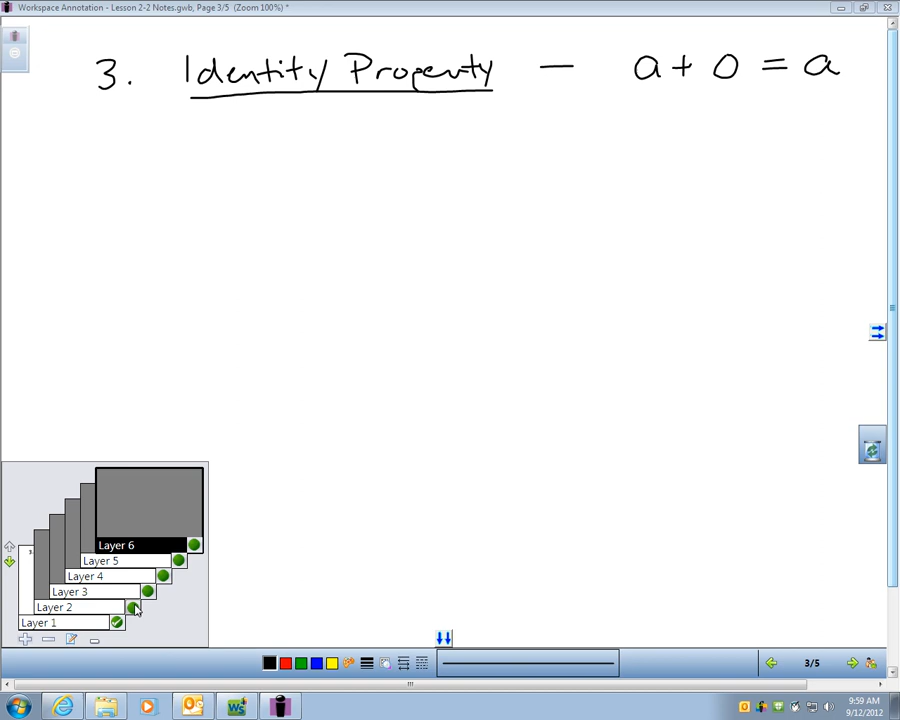 Workspace Annotation - Lesson 2-2 Notes.gwb, Page 3/5 (Zoom 100%) *
3. Identity Property — a + 0 = a
Layer 6
Layer 5
Layer 4
Layer 3
Layer 2
Layer 1
3/5
9:59 AM
9/12/2012